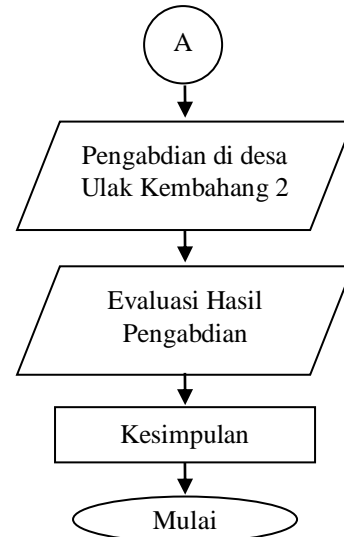 A
Pengabdian di desa
Ulak Kembahang 2
Evaluasi Hasil
Pengabdian
Kesimpulan
Mulai